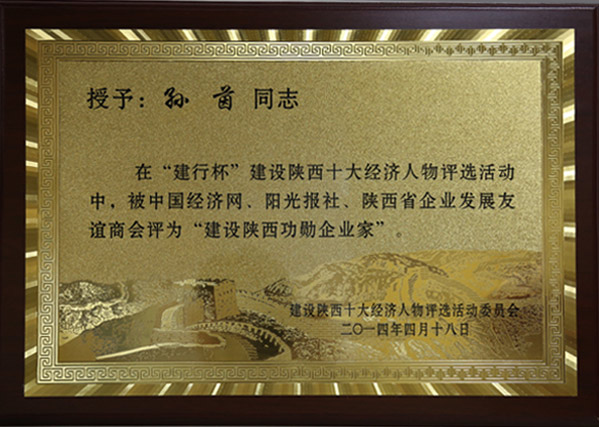 授予：孙 茵 同志
在“建行杯”建设陕西十大经济人物评选活动
中，被中国经济网、阳光报社、陕西省企业发展友
谊商会评为“建设陕西功勋企业家”。
建设陕西十大经济人物评选活动委员会
二〇一四年四月十八日